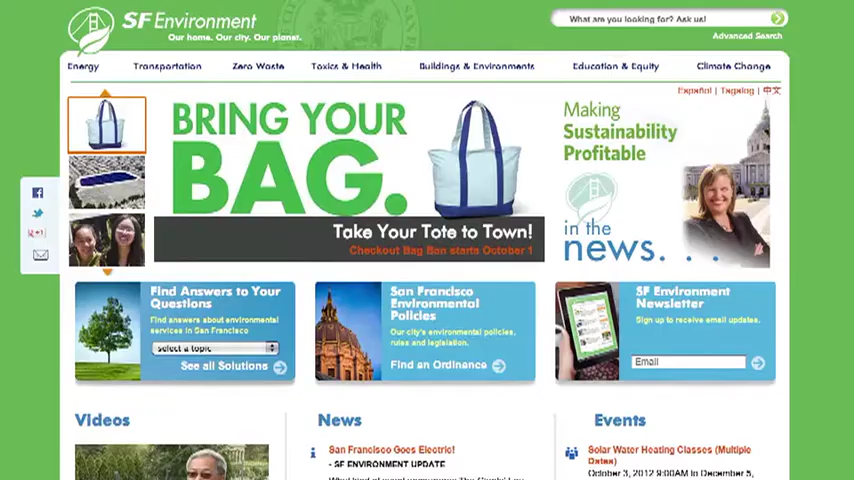 SF Environment
Our home. Our city. Our planet.
What are you looking for? Ask us!
Advanced Search
Energy
Transportation
Zero Waste
Toxics & Health
Buildings & Environments
Education & Equity
Climate Change
Español | Tagalog | 中文
BRING YOUR
BAG.
Take Your Tote to Town!
Checkout Bag Ban starts October 1
Making
Sustainability
Profitable
in the
news. . .
Find Answers to Your
Questions
Find answers about environmental
services in San Francisco
select a topic
See all Solutions
San Francisco
Environmental
Policies
Our city's environmental policies,
rules and legislation.
Find an Ordinance
SF Environment
Newsletter
Sign up to receive email updates.
Email
Videos
News
San Francisco Goes Electric!
- SF ENVIRONMENT UPDATE
Events
Solar Water Heating Classes (Multiple
Dates)
October 3, 2012 9:00AM to December 5,